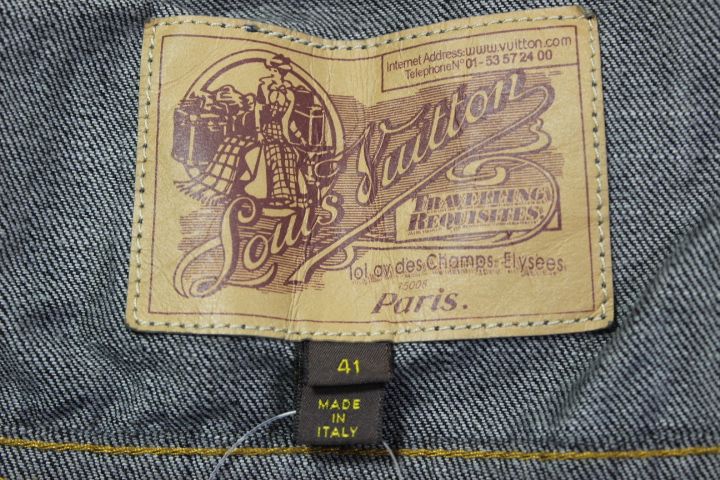 Internet Address:www.vuitton.com
Telephone Nº 01-53 57 24 00
Louis Vuitton
TRAVELLING
REQUISITES
101, av des Champs-Elysees
75008
Paris.
41
MADE
IN
ITALY